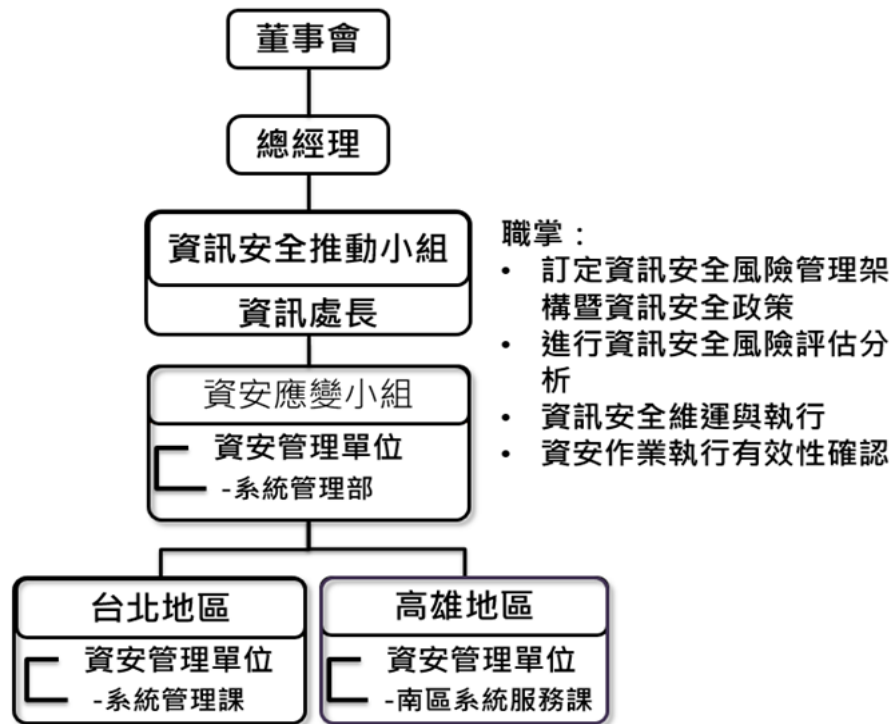 董事會
總經理
資訊安全推動小組
資訊處長
職掌：
• 訂定資訊安全風險管理架
構暨資訊安全政策
• 進行資訊安全風險評估分
析
• 資訊安全維運與執行
• 資安作業執行有效性確認
資安應變小組
資安管理單位
-系統管理部
台北地區
資安管理單位
-系統管理課
高雄地區
資安管理單位
-南區系統服務課